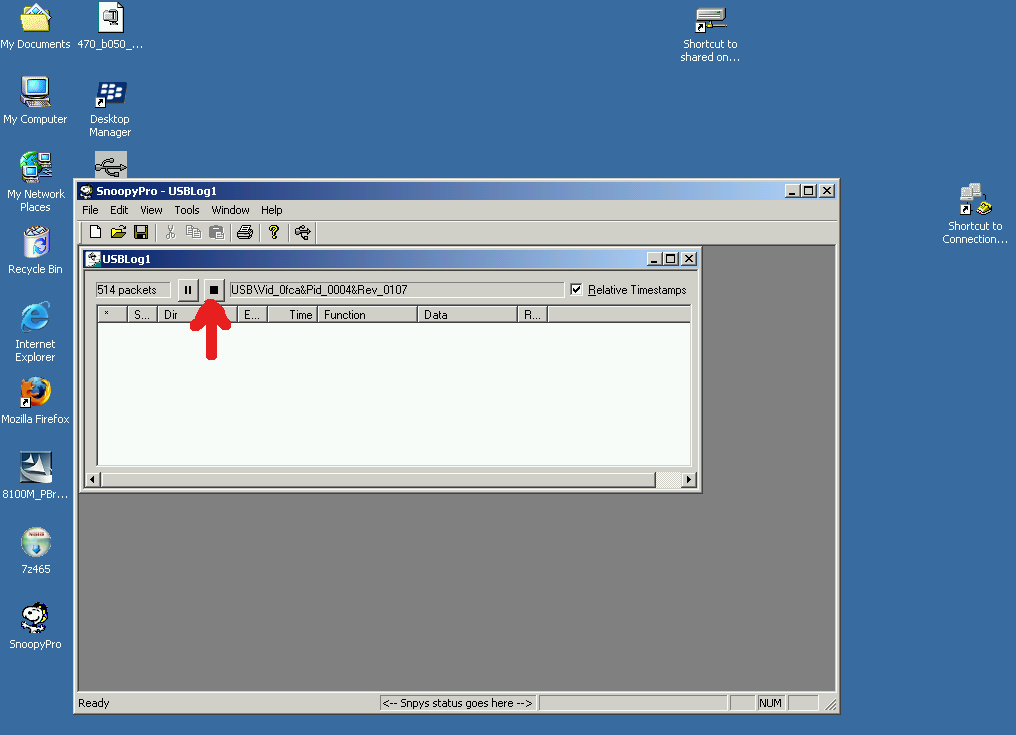 My Documents
470_b050_...
Shortcut to
shared on...
My Computer
Desktop
Manager
My Network
Places
Recycle Bin
Shortcut to
Connection...
Internet
Explorer
Mozilla Firefox
8100M_PBr...
7z465
SnoopyPro
SnoopyPro - USBLog1
File Edit View Tools Window Help
USBLog1
514 packets USB\Vid_0fca&Pid_0004&Rev_0107 Relative Timestamps
* S... Dir E... Time Function Data R...
Ready <-- Snpys status goes here --> NUM